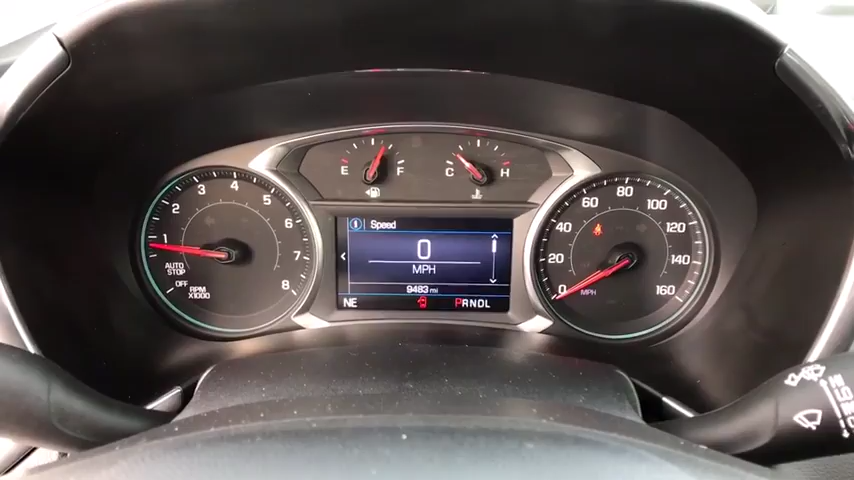 1
2
3
4
5
6
7
8
AUTO
STOP
OFF
RPM
X1000
E
F
C
H
Speed
0
MPH
9483 mi
NE
PRNDL
0
20
40
60
80
100
120
140
160
MPH